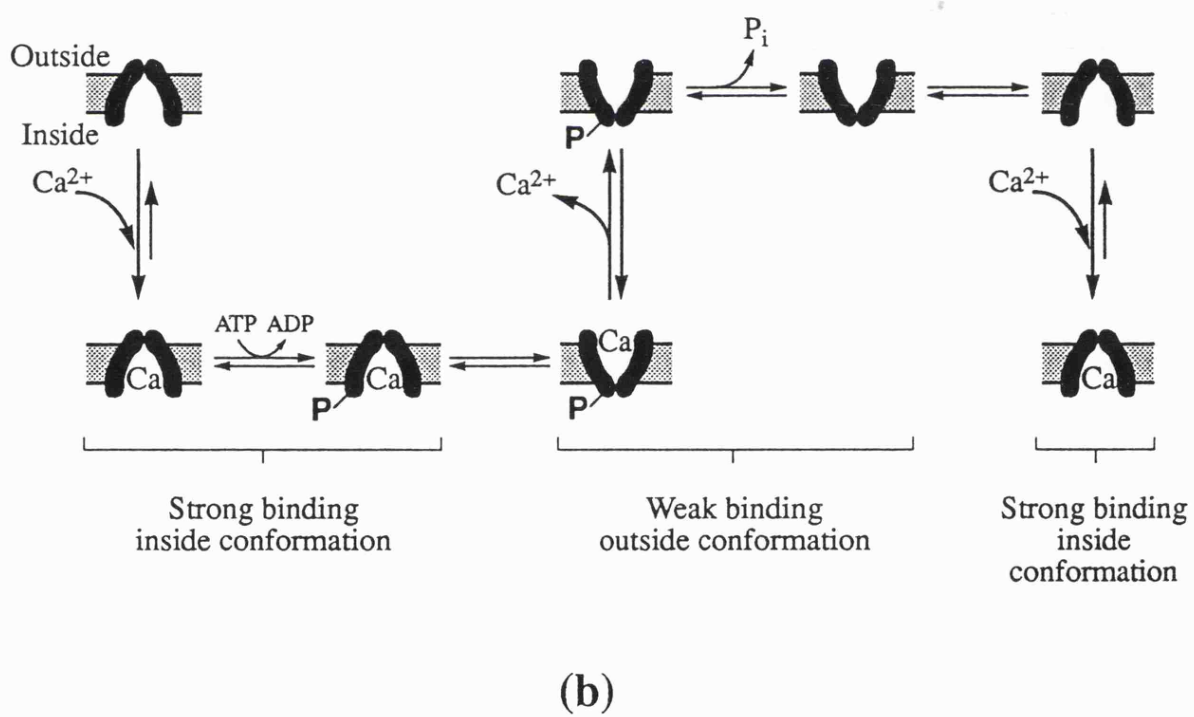 Outside
Inside
Ca2+
Ca
ATP ADP
P
Ca
P
Ca
Ca2+
P
Pi
Ca2+
Ca
Strong binding
inside conformation
Weak binding
outside conformation
Strong binding
inside
conformation
(b)